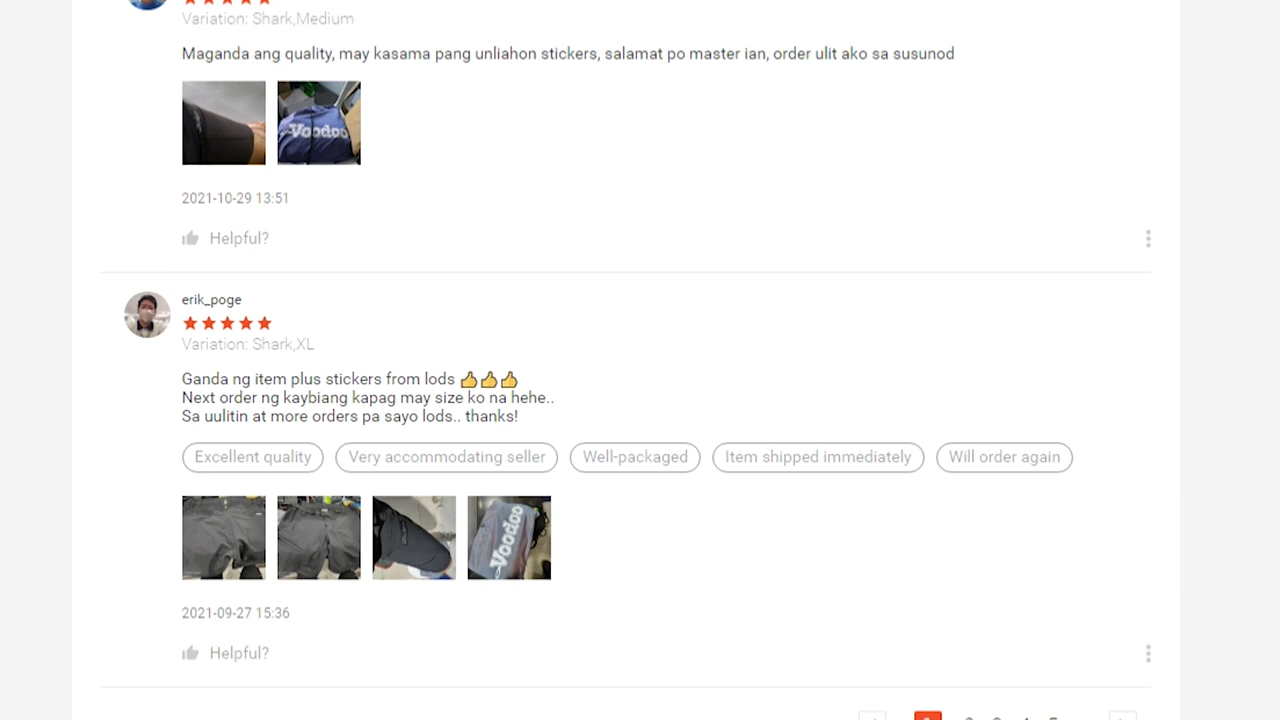 Variation: Shark,Medium
Maganda ang quality, may kasama pang unliahon stickers, salamat po master ian, order ulit ako sa susunod
Voodoo
2021-10-29 13:51
Helpful?
erik_poge
Variation: Shark,XL
Ganda ng item plus stickers from lods 👍👍👍
Next order ng kaybiang kapag may size ko na hehe..
Sa uulitin at more orders pa sayo lods.. thanks!
Excellent quality
Very accommodating seller
Well-packaged
Item shipped immediately
Will order again
Voodoo
2021-09-27 15:36
Helpful?